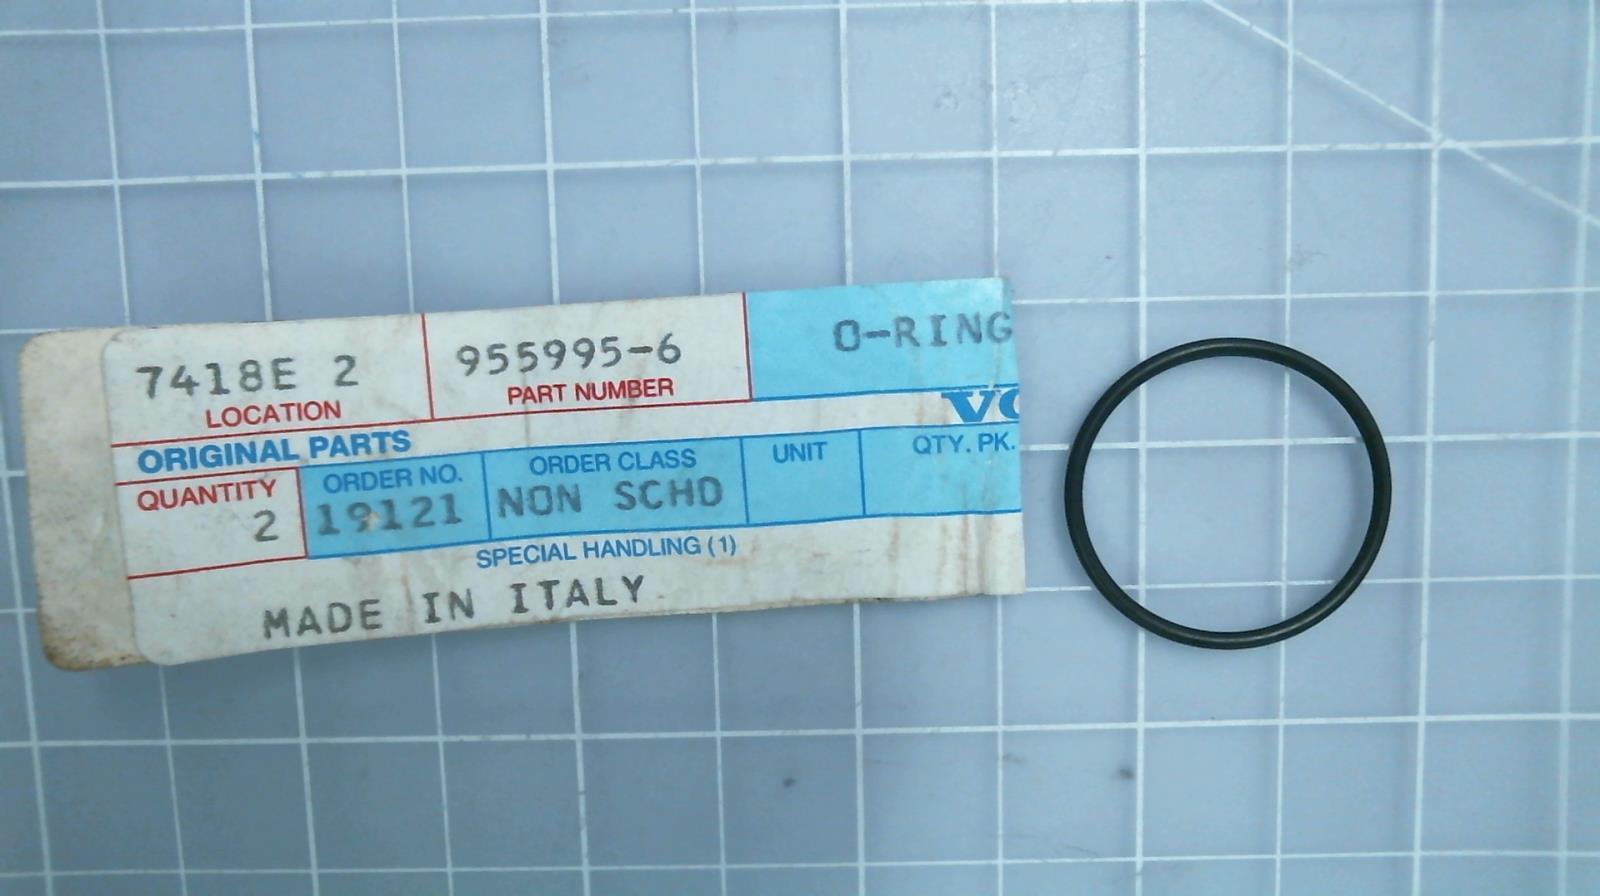 7418E 2
LOCATION
955995-6
PART NUMBER
O-RING
ORIGINAL PARTS
VO
QUANTITY
2
ORDER NO.
19121
ORDER CLASS
NON SCHD
UNIT
QTY. PK.
SPECIAL HANDLING (1)
MADE IN ITALY